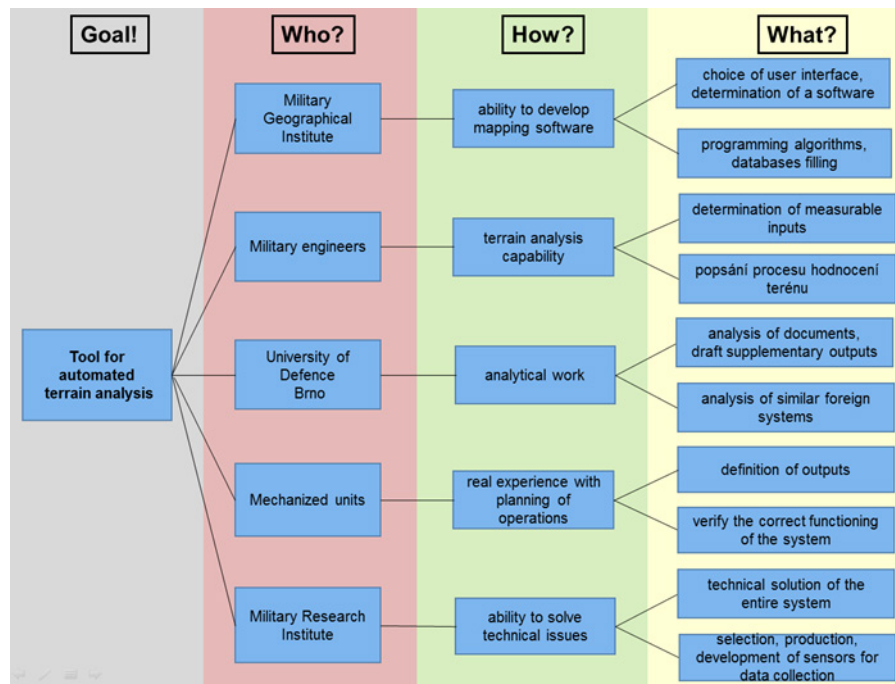 Goal!
Who?
How?
What?
Tool for
automated
terrain analysis
Military
Geographical
Institute
ability to develop
mapping software
choice of user interface,
determination of a software
programming algorithms,
databases filling
Military engineers
terrain analysis
capability
determination of measurable
inputs
popsání procesu hodnocení
terénu
University of
Defence
Brno
analytical work
analysis of documents,
draft supplementary outputs
analysis of similar foreign
systems
Mechanized units
real experience with
planning of
operations
definition of outputs
verify the correct functioning
of the system
Military Research
Institute
ability to solve
technical issues
technical solution of the
entire system
selection, production,
development of sensors for
data collection